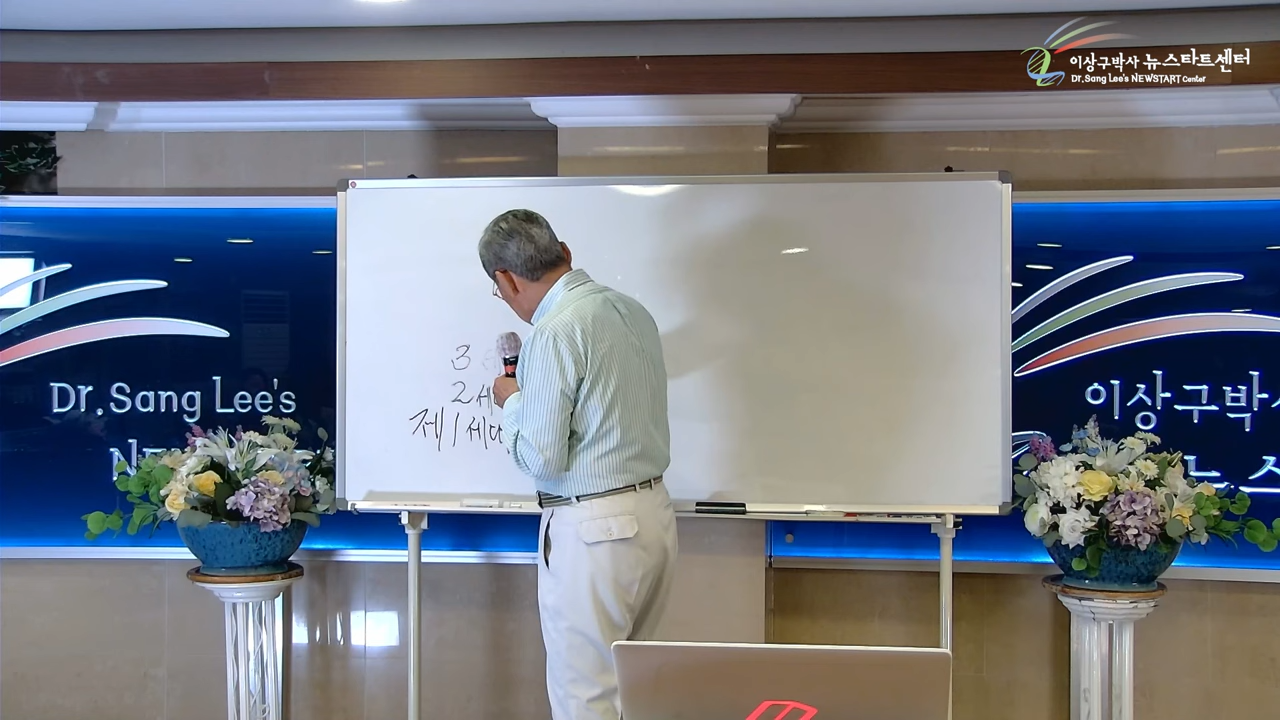 이상구박사 뉴스타트센터
Dr. Sang Lee's NEWSTART Center
Dr. Sang Lee's
이상구박사
3
2 세
제 1 세대